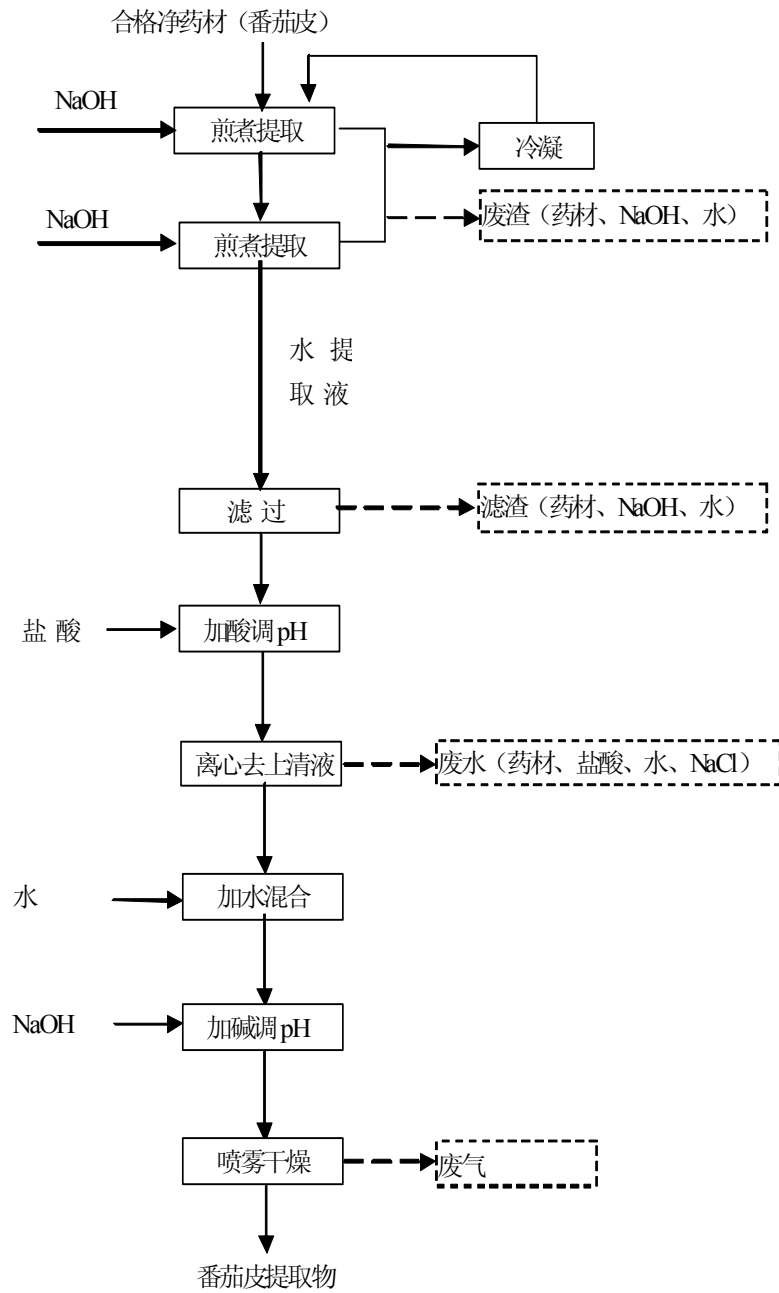 合格净药材（番茄皮）
NaOH
煎煮提取
冷凝
NaOH
煎煮提取
废渣（药材、NaOH、水）
水 提
取 液
滤 过
滤渣（药材、NaOH、水）
盐 酸
加酸调pH
离心去上清液
废水（药材、盐酸、水、NaCl）
水
加水混合
NaOH
加碱调pH
喷雾干燥
废气
番茄皮提取物